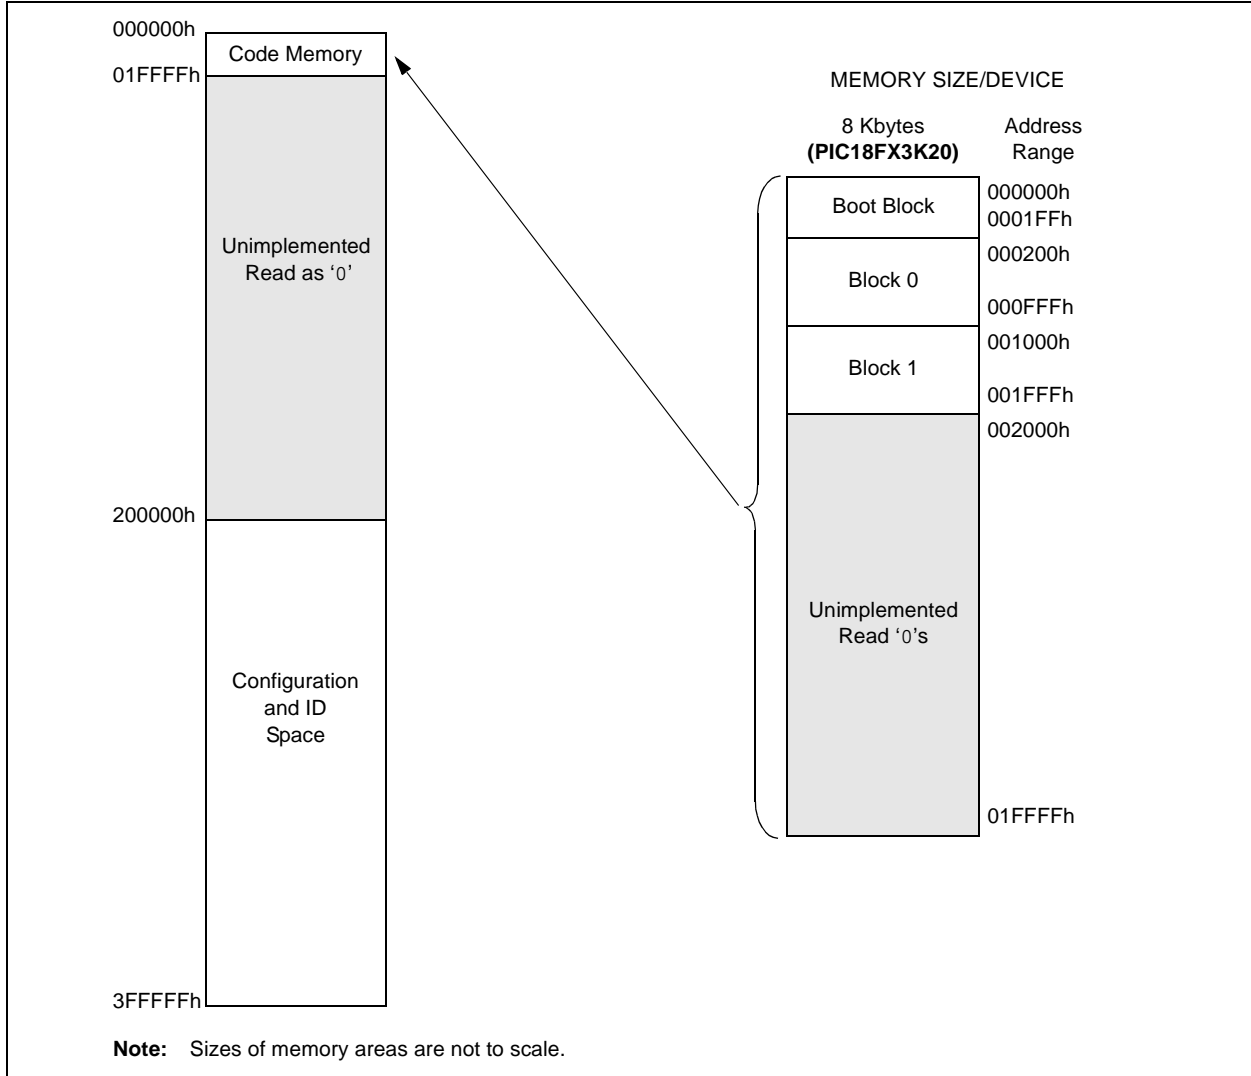 000000h
Code Memory
01FFFFh
Unimplemented
Read as ‘0’
200000h
Configuration
and ID
Space
3FFFFFh
MEMORY SIZE/DEVICE
8 Kbytes
(PIC18FX3K20)
Address
Range
Boot Block
000000h
0001FFh
Block 0
000200h
000FFFh
Block 1
001000h
001FFFh
002000h
Unimplemented
Read ‘0’s
01FFFFh
Note: Sizes of memory areas are not to scale.